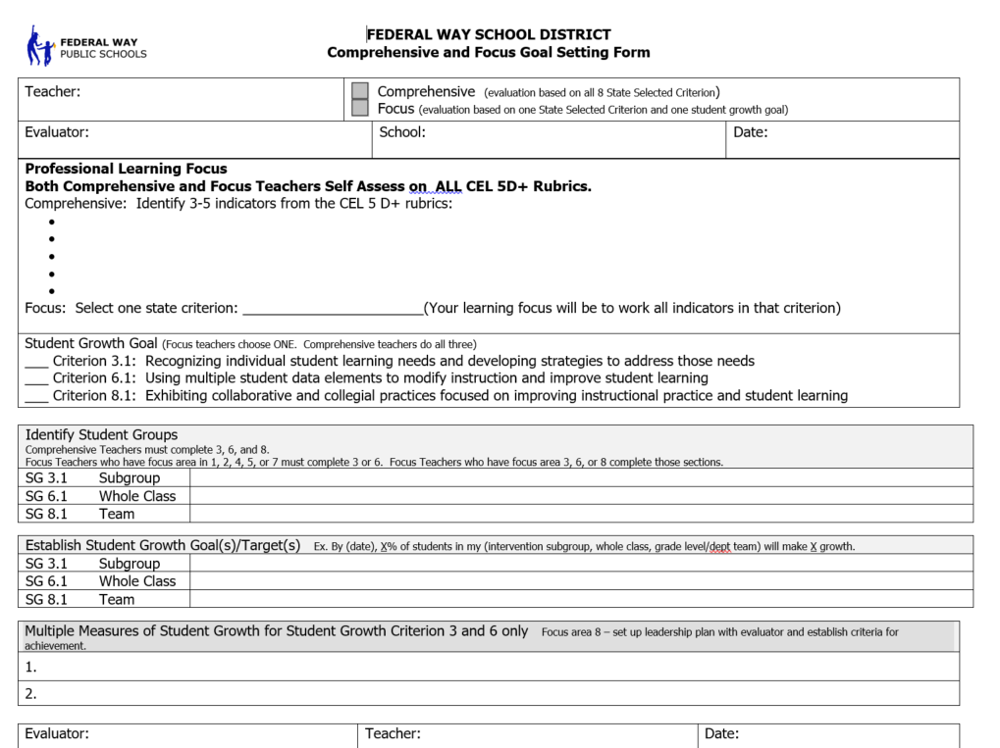 FEDERAL WAY
PUBLIC SCHOOLS
FEDERAL WAY SCHOOL DISTRICT
Comprehensive and Focus Goal Setting Form
Teacher:
Comprehensive (evaluation based on all 8 State Selected Criterion)
Focus (evaluation based on one State Selected Criterion and one student growth goal)
Evaluator: School: Date:
Professional Learning Focus
Both Comprehensive and Focus Teachers Self Assess on ALL CEL 5D+ Rubrics.
Comprehensive: Identify 3-5 indicators from the CEL 5 D+ rubrics:
•
•
•
•
•
Focus: Select one state criterion: ______________________(Your learning focus will be to work all indicators in that criterion)
Student Growth Goal (Focus teachers choose ONE. Comprehensive teachers do all three)
___ Criterion 3.1: Recognizing individual student learning needs and developing strategies to address those needs
___ Criterion 6.1: Using multiple student data elements to modify instruction and improve student learning
___ Criterion 8.1: Exhibiting collaborative and collegial practices focused on improving instructional practice and student learning
Identify Student Groups
Comprehensive Teachers must complete 3, 6, and 8.
Focus Teachers who have focus area in 1, 2, 4, 5, or 7 must complete 3 or 6. Focus Teachers who have focus area 3, 6, or 8 complete those sections.
SG 3.1 Subgroup
SG 6.1 Whole Class
SG 8.1 Team
Establish Student Growth Goal(s)/Target(s) Ex. By (date), X% of students in my (intervention subgroup, whole class, grade level/dept team) will make X growth.
SG 3.1 Subgroup
SG 6.1 Whole Class
SG 8.1 Team
Multiple Measures of Student Growth for Student Growth Criterion 3 and 6 only Focus area 8 – set up leadership plan with evaluator and establish criteria for
achievement.
1.
2.
Evaluator: Teacher: Date: